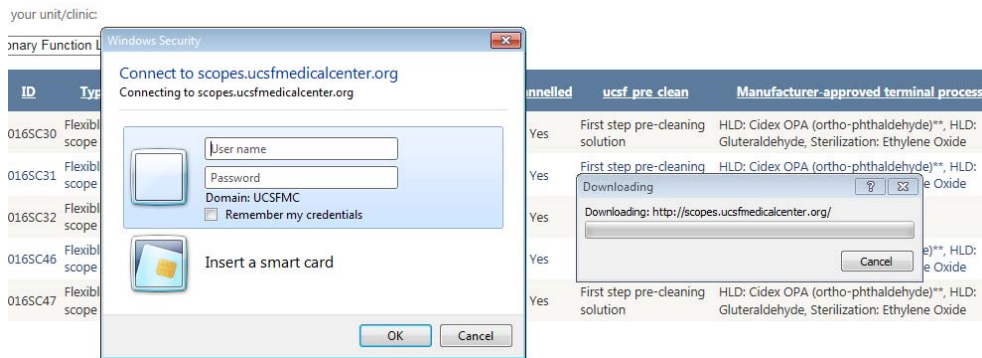 your unit/clinic:
onary Function L
Windows Security
Connect to scopes.ucsfmedicalcenter.org
Connecting to scopes.ucsfmedicalcenter.org
User name
Password
Domain: UCSFMC
Remember my credentials
Insert a smart card
OK Cancel
ID Typ nnelled ucsf pre clean Manufacturer-approved terminal process
016SC30 Flexibl scope Yes First step pre-cleaning solution HLD: Cidex OPA (ortho-phthaldehyde)**, HLD:
Gluteraldehyde, Sterilization: Ethylene Oxide
016SC31 Flexibl scope Yes First step pre-cleaning HLD: Cidex OPA (ortho-phthaldehyde)**, HLD:
e Oxide
016SC32 Flexibl scope Yes
016SC46 Flexibl scope Yes e)**, HLD:
e Oxide
016SC47 Flexibl scope Yes First step pre-cleaning solution HLD: Cidex OPA (ortho-phthaldehyde)**, HLD:
Gluteraldehyde, Sterilization: Ethylene Oxide
Downloading
Downloading: http://scopes.ucsfmedicalcenter.org/
Cancel